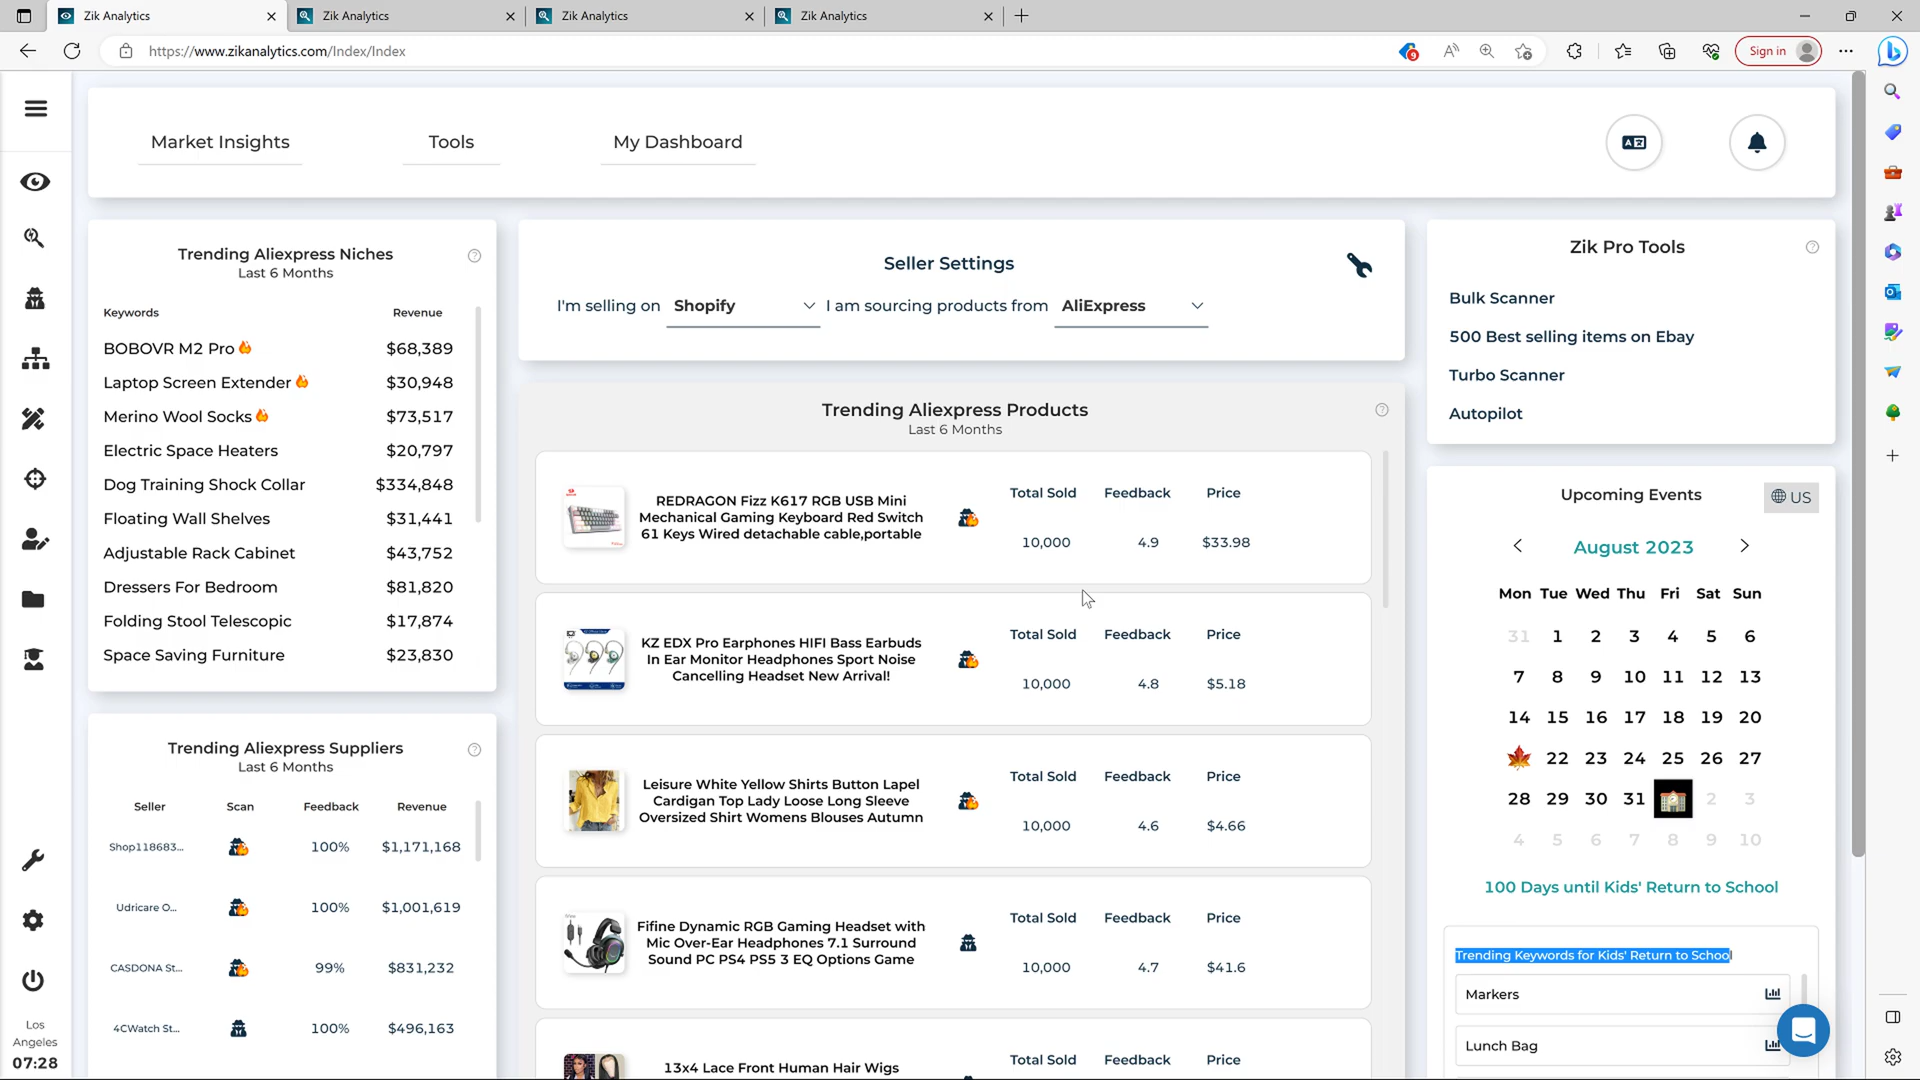 Zik Analytics
Zik Analytics
Zik Analytics
Zik Analytics
https://www.zikanalytics.com/Index/Index
9
Sign in
Market Insights
Tools
My Dashboard
Trending Aliexpress Niches
Last 6 Months
Keywords Revenue
BOBOVR M2 Pro $68,389
Laptop Screen Extender $30,948
Merino Wool Socks $73,517
Electric Space Heaters $20,797
Dog Training Shock Collar $334,848
Floating Wall Shelves $31,441
Adjustable Rack Cabinet $43,752
Dressers For Bedroom $81,820
Folding Stool Telescopic $17,874
Space Saving Furniture $23,830
Trending Aliexpress Suppliers
Last 6 Months
Seller Scan Feedback Revenue
Shop118683... 100% $1,171,168
Udricare O... 100% $1,001,619
CASDONA St... 99% $831,232
4CWatch St... 100% $496,163
Los
Angeles
07:28
Seller Settings
I'm selling on Shopify I am sourcing products from AliExpress
Trending Aliexpress Products
Last 6 Months
REDRAGON Fizz K617 RGB USB Mini
Mechanical Gaming Keyboard Red Switch
61 Keys Wired detachable cable,portable
Total Sold Feedback Price
10,000 4.9 $33.98
KZ EDX Pro Earphones HIFI Bass Earbuds
In Ear Monitor Headphones Sport Noise
Cancelling Headset New Arrival!
Total Sold Feedback Price
10,000 4.8 $5.18
Leisure White Yellow Shirts Button Lapel
Cardigan Top Lady Loose Long Sleeve
Oversized Shirt Womens Blouses Autumn
Total Sold Feedback Price
10,000 4.6 $4.66
Fifine Dynamic RGB Gaming Headset with
Mic Over-Ear Headphones 7.1 Surround
Sound PC PS4 PS5 3 EQ Options Game
Total Sold Feedback Price
10,000 4.7 $41.6
13x4 Lace Front Human Hair Wigs
Total Sold Feedback Price
Zik Pro Tools
Bulk Scanner
500 Best selling items on Ebay
Turbo Scanner
Autopilot
Upcoming Events
US
August 2023
Mon Tue Wed Thu Fri Sat Sun
31 1 2 3 4 5 6
7 8 9 10 11 12 13
14 15 16 17 18 19 20
22 23 24 25 26 27
28 29 30 31 2 3
4 5 6 7 8 9 10
100 Days until Kids' Return to School
Trending Keywords for Kids' Return to School
Markers
Lunch Bag